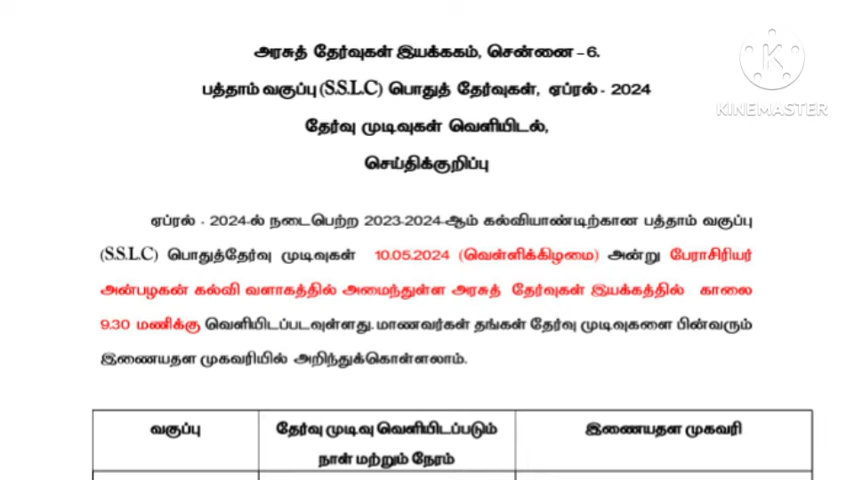 அரசுத் தேர்வுகள் இயக்ககம், சென்னை – 6.
பத்தாம் வகுப்பு (S.S.L.C) பொதுத் தேர்வுகள், ஏப்ரல் - 2024
தேர்வு முடிவுகள் வெளியிடல்,
செய்திக்குறிப்பு
KINEMASTER
ஏப்ரல் - 2024-ல் நடைபெற்ற 2023-2024-ஆம் கல்வியாண்டிற்கான பத்தாம் வகுப்பு
(S.S.L.C) பொதுத்தேர்வு முடிவுகள் 10.05.2024 (வெள்ளிக்கிழமை) அன்று பேராசிரியர்
அன்பழகன் கல்வி வளாகத்தில் அமைந்துள்ள அரசுத் தேர்வுகள் இயக்கத்தில் காலை
9.30 மணிக்கு வெளியிடப்படவுள்ளது. மாணவர்கள் தங்கள் தேர்வு முடிவுகளை பின்வரும்
இணையதள முகவரியில் அறிந்துக்கொள்ளலாம்.
வகுப்பு தேர்வு முடிவு வெளியிடப்படும் இணையதள முகவரி
நாள் மற்றும் நேரம்